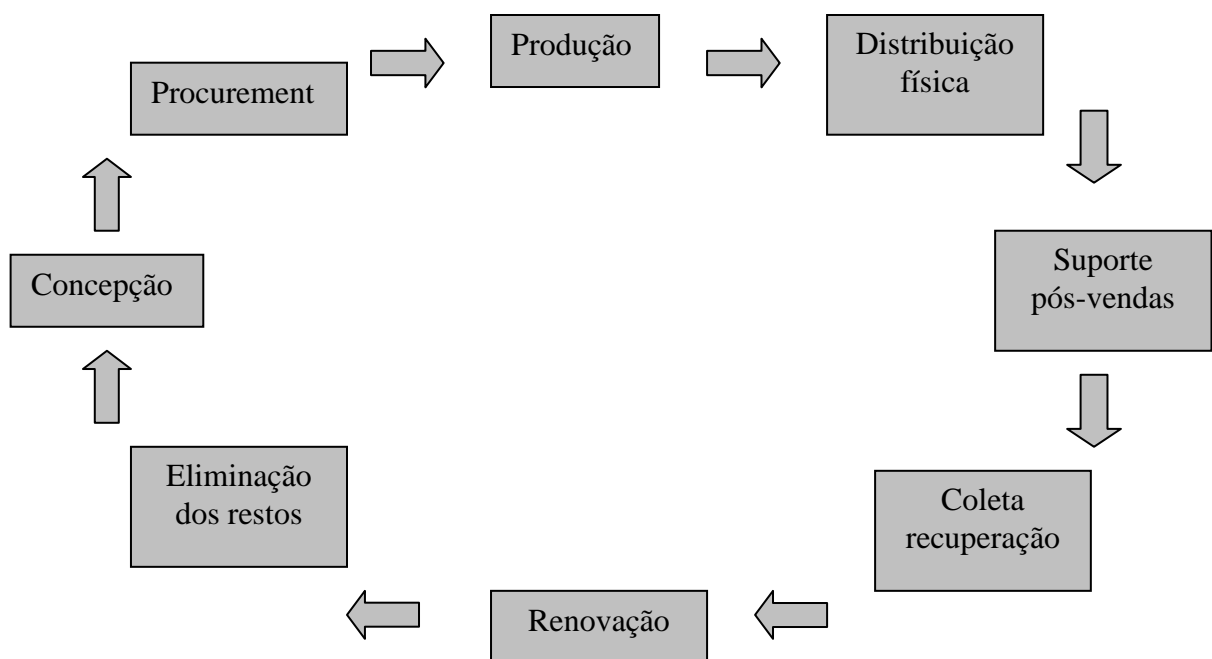 Produção
Distribuição
física
Procurement
Suporte
pós-vendas
Concepção
Eliminação
dos restos
Coleta
recuperação
Renovação